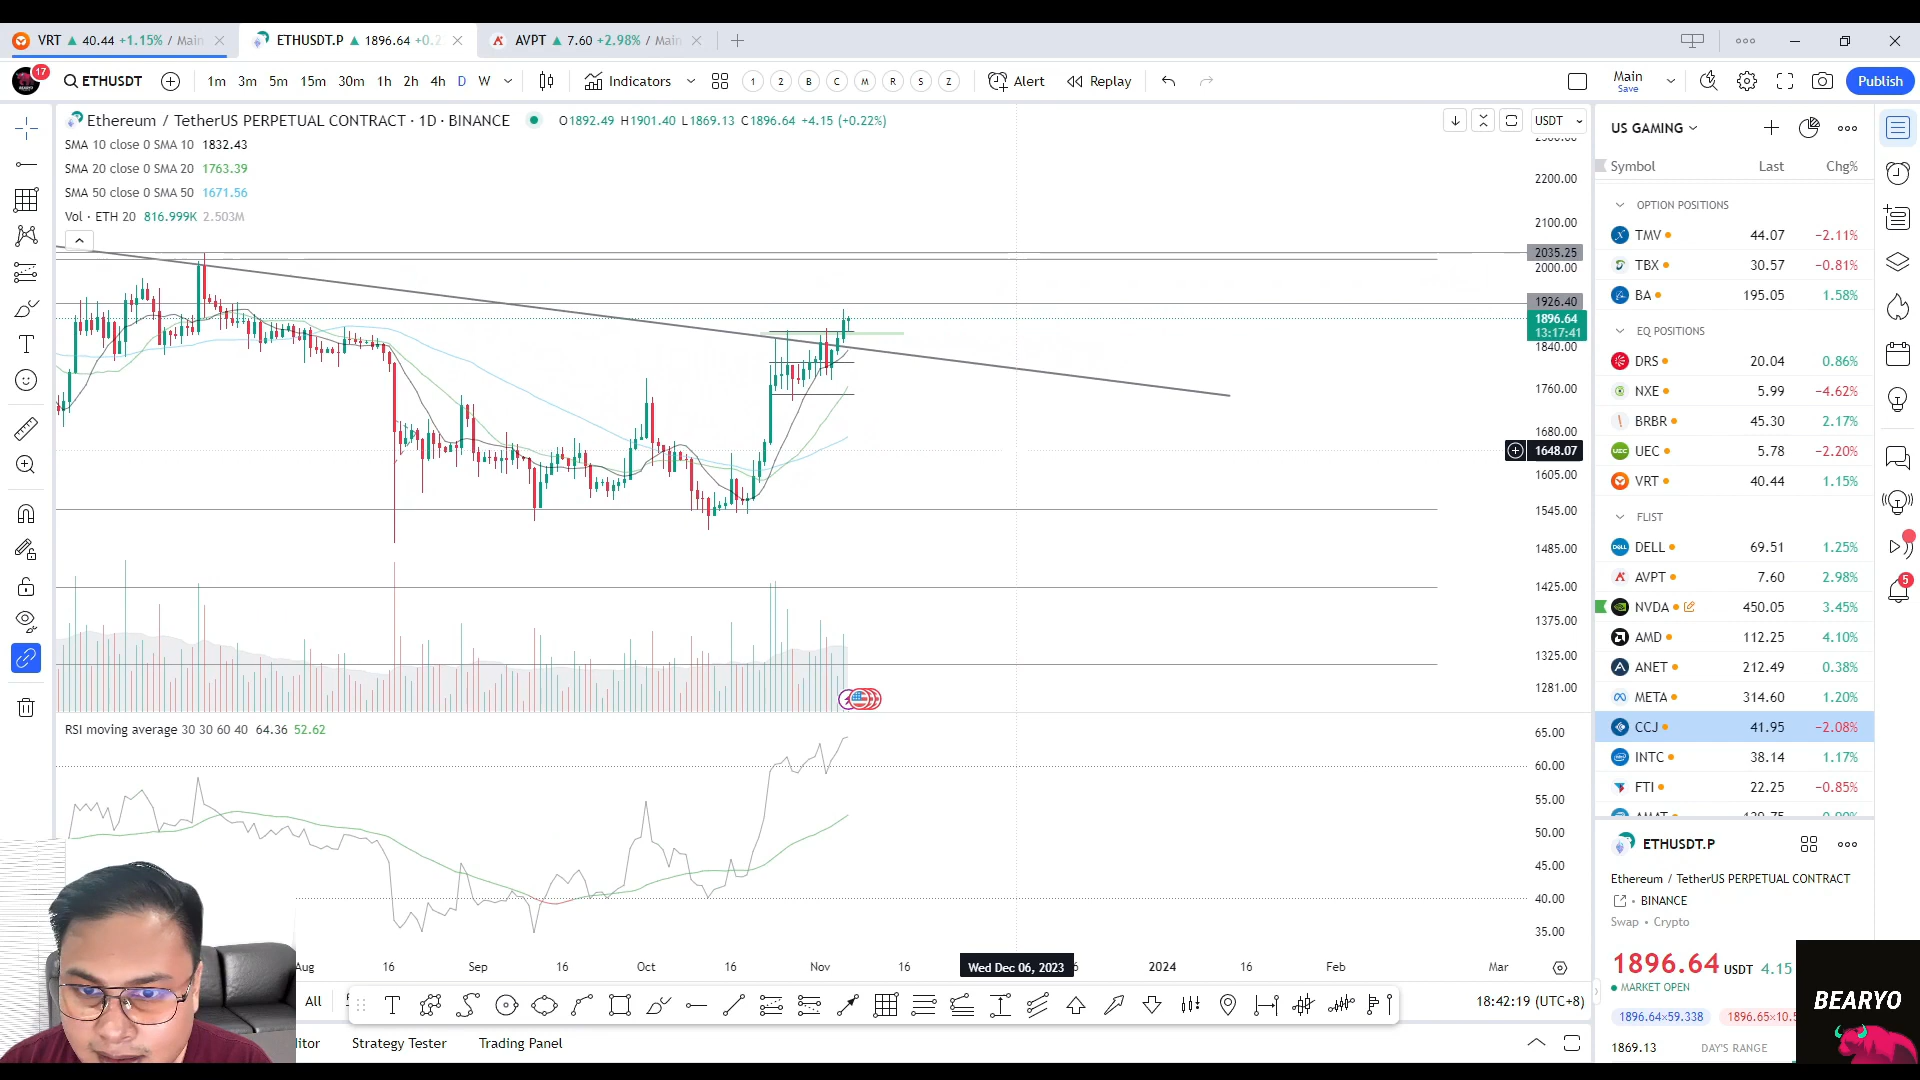 VRT 40.44 +1.15% / Main
ETHUSDT.P 1896.64 +0.2
AVPT 7.60 +2.98% / Main
17
ETHUSDT
1m 3m 5m 15m 30m 1h 2h 4h D W
Indicators
1 2 B C M R S Z
Alert
Replay
Main
Save
Publish
Ethereum / TetherUS PERPETUAL CONTRACT · 1D · BINANCE
O1892.49 H1901.40 L1869.13 C1896.64 +4.15 (+0.22%)
USDT
SMA 10 close 0 SMA 10 1832.43
SMA 20 close 0 SMA 20 1763.39
SMA 50 close 0 SMA 50 1671.56
Vol · ETH 20 816.999K 2.503M
2300.00
2200.00
2100.00
2035.25
2000.00
1926.40
1896.64
13:17:41
1840.00
1760.00
1680.00
1648.07
1605.00
1545.00
1485.00
1425.00
1375.00
1325.00
1281.00
RSI moving average 30 30 60 40 64.36 52.62
65.00
60.00
55.00
50.00
45.00
40.00
35.00
Aug 16 Sep 16 Oct 16 Nov 16 Wed Dec 06, 2023 2024 16 Feb Mar
All
18:42:19 (UTC+8)
itor
Strategy Tester
Trading Panel
US GAMING
Symbol Last Chg%
OPTION POSITIONS
TMV 44.07 −2.11%
TBX 30.57 −0.81%
BA 195.05 1.58%
EQ POSITIONS
DRS 20.04 0.86%
NXE 5.99 −4.62%
BRBR 45.30 2.17%
UEC 5.78 −2.20%
VRT 40.44 1.15%
FLIST
DELL 69.51 1.25%
AVPT 7.60 2.98%
NVDA 450.05 3.45%
AMD 112.25 4.10%
ANET 212.49 0.38%
META 314.60 1.20%
CCJ 41.95 −2.08%
INTC 38.14 1.17%
FTI 22.25 −0.85%
ETHUSDT.P
Ethereum / TetherUS PERPETUAL CONTRACT
BINANCE
Swap • Crypto
1896.64 USDT 4.15
MARKET OPEN
1896.64×59.338 1896.65×10.5
1869.13 DAY'S RANGE
5
BEARYO